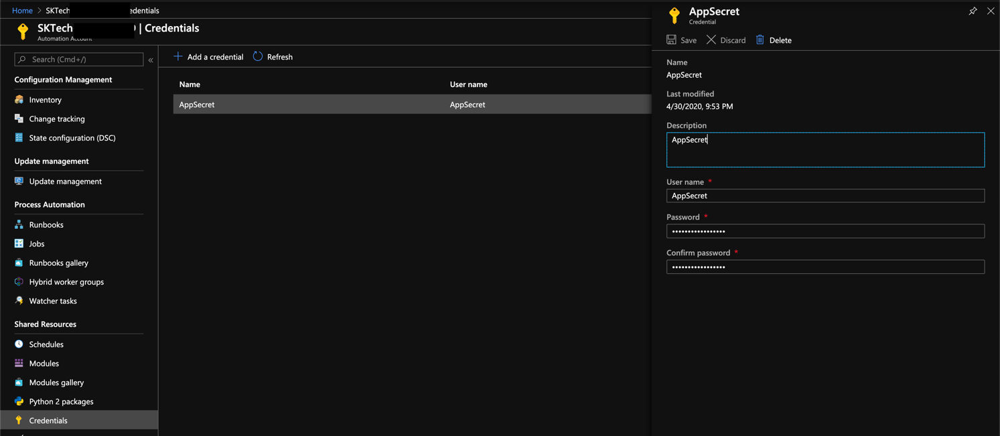 Home > SKTech edentials
SKTech | Credentials
Automation Account
Search (Cmd+/)
«
Configuration Management
Inventory
Change tracking
State configuration (DSC)
Update management
Update management
Process Automation
Runbooks
Jobs
Runbooks gallery
Hybrid worker groups
Watcher tasks
Shared Resources
Schedules
Modules
Modules gallery
Python 2 packages
Credentials
+ Add a credential Refresh
Name User name
AppSecret AppSecret
AppSecret
Credential
Save Discard Delete
Name
AppSecret
Last modified
4/30/2020, 9:53 PM
Description
AppSecret
User name *
AppSecret
Password *
•••••••••••••••••
Confirm password *
•••••••••••••••••